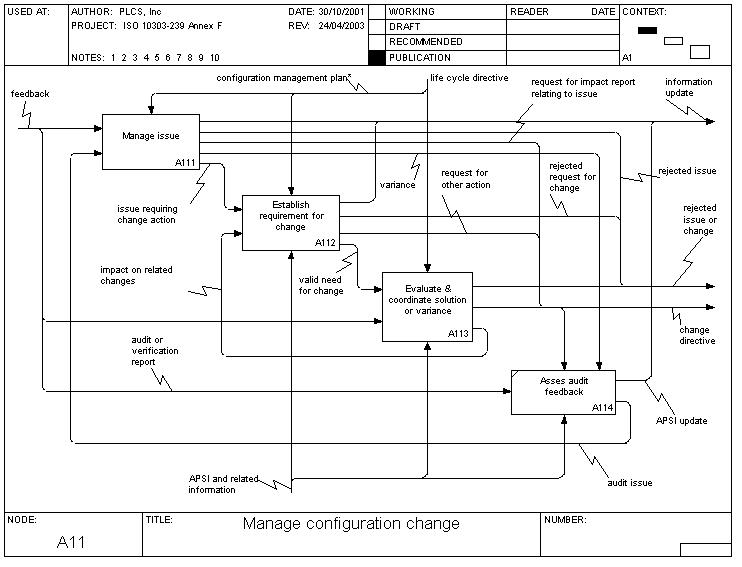 USED AT:
AUTHOR: PLCS, Inc
DATE: 30/10/2001
WORKING
READER
DATE
CONTEXT:
PROJECT: ISO 10303-239 Annex F
REV: 24/04/2003
DRAFT
RECOMMENDED
NOTES: 1 2 3 4 5 6 7 8 9 10
PUBLICATION
A1
configuration management plan*
life cycle directive
request for impact report
relating to issue
information
update
feedback
Manage issue
A111
variance
request for
other action
rejected
request for
change
rejected issue
issue requiring
change action
Establish
requirement for
change
A112
rejected
issue or
change
impact on related
changes
valid need
for change
Evaluate &
coordinate solution
or variance
A113
change
directive
audit or
verification
report
Asses audit
feedback
A114
APSI update
APSI and related
information
audit issue
NODE:
A11
TITLE:
Manage configuration change
NUMBER: